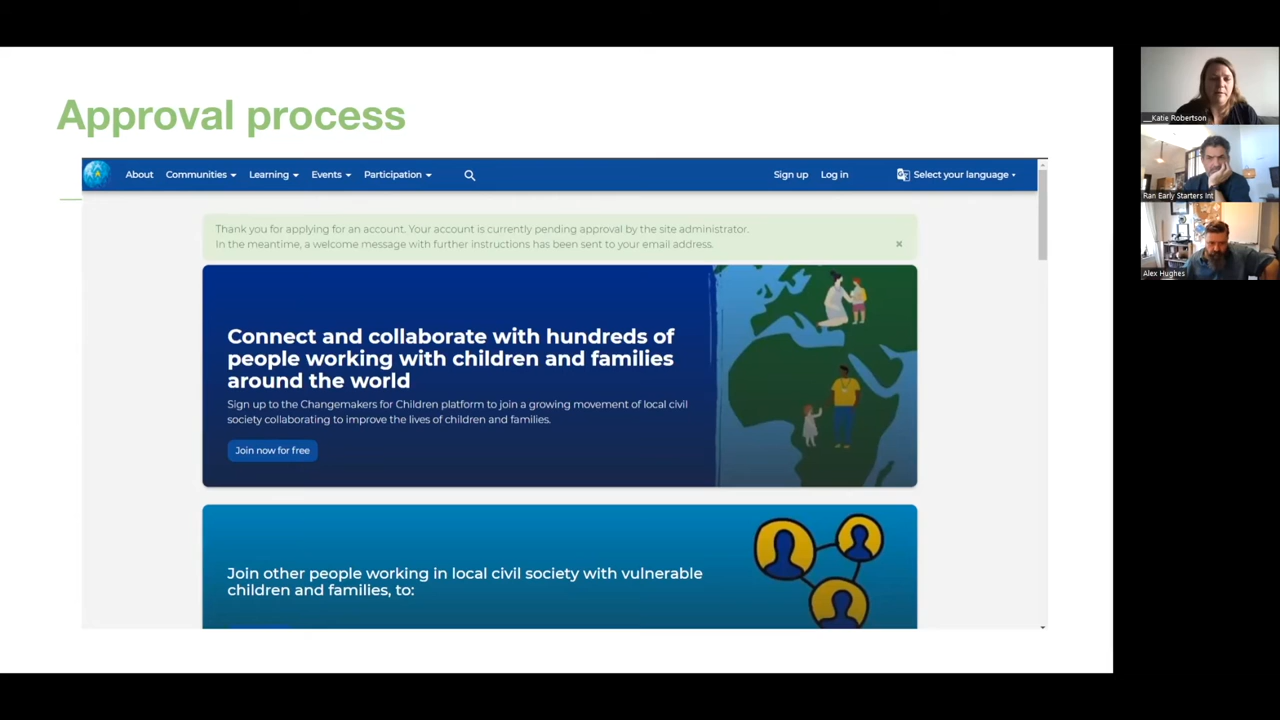 Approval process
About Communities Learning Events Participation Sign up Log in Select your language
Thank you for applying for an account. Your account is currently pending approval by the site administrator.
In the meantime, a welcome message with further instructions has been sent to your email address.
Connect and collaborate with hundreds of
people working with children and families
around the world
Sign up to the Changemakers for Children platform to join a growing movement of local civil
society collaborating to improve the lives of children and families.
Join now for free
Join other people working in local civil society with vulnerable
children and families, to:
__Katie Robertson
Ran Early Starters Int
Alex Hughes